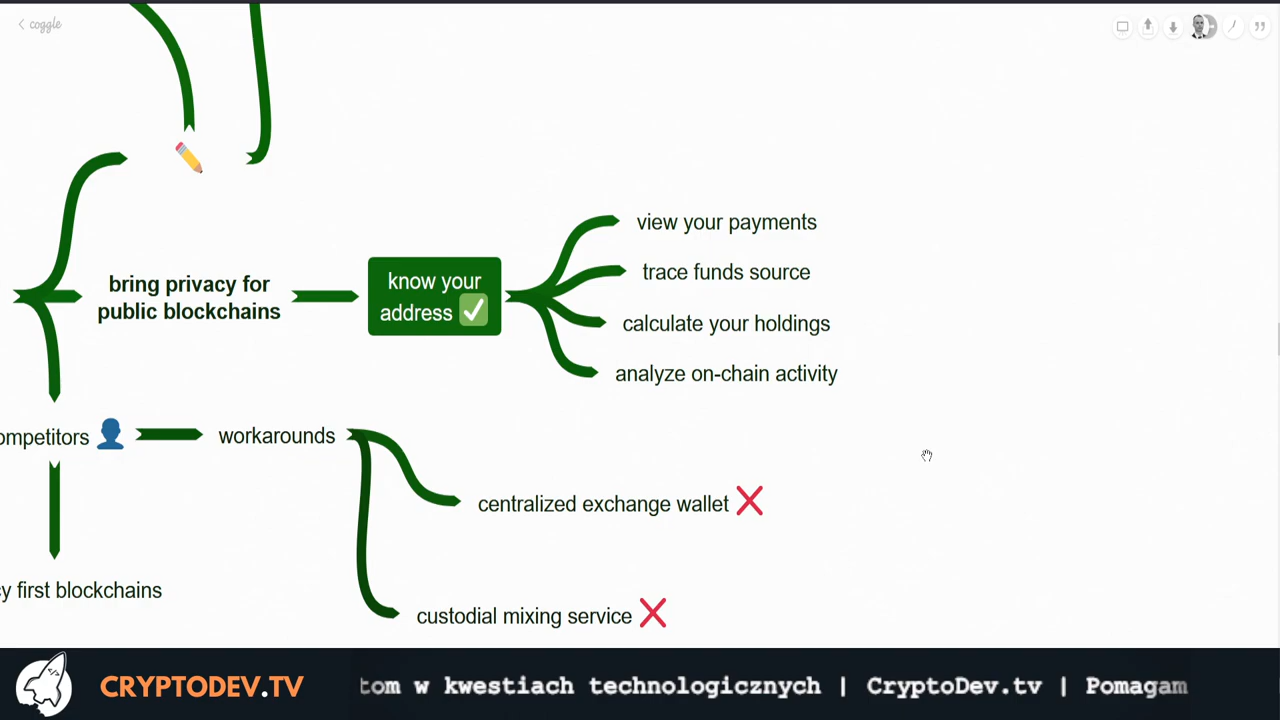 coggle
view your payments
trace funds source
bring privacy for
public blockchains
know your
address
calculate your holdings
analyze on-chain activity
ompetitors
workarounds
centralized exchange wallet
y first blockchains
custodial mixing service
CRYPTODEV.TV
tom w kwestiach technologicznych | CryptoDev.tv | Pomagam